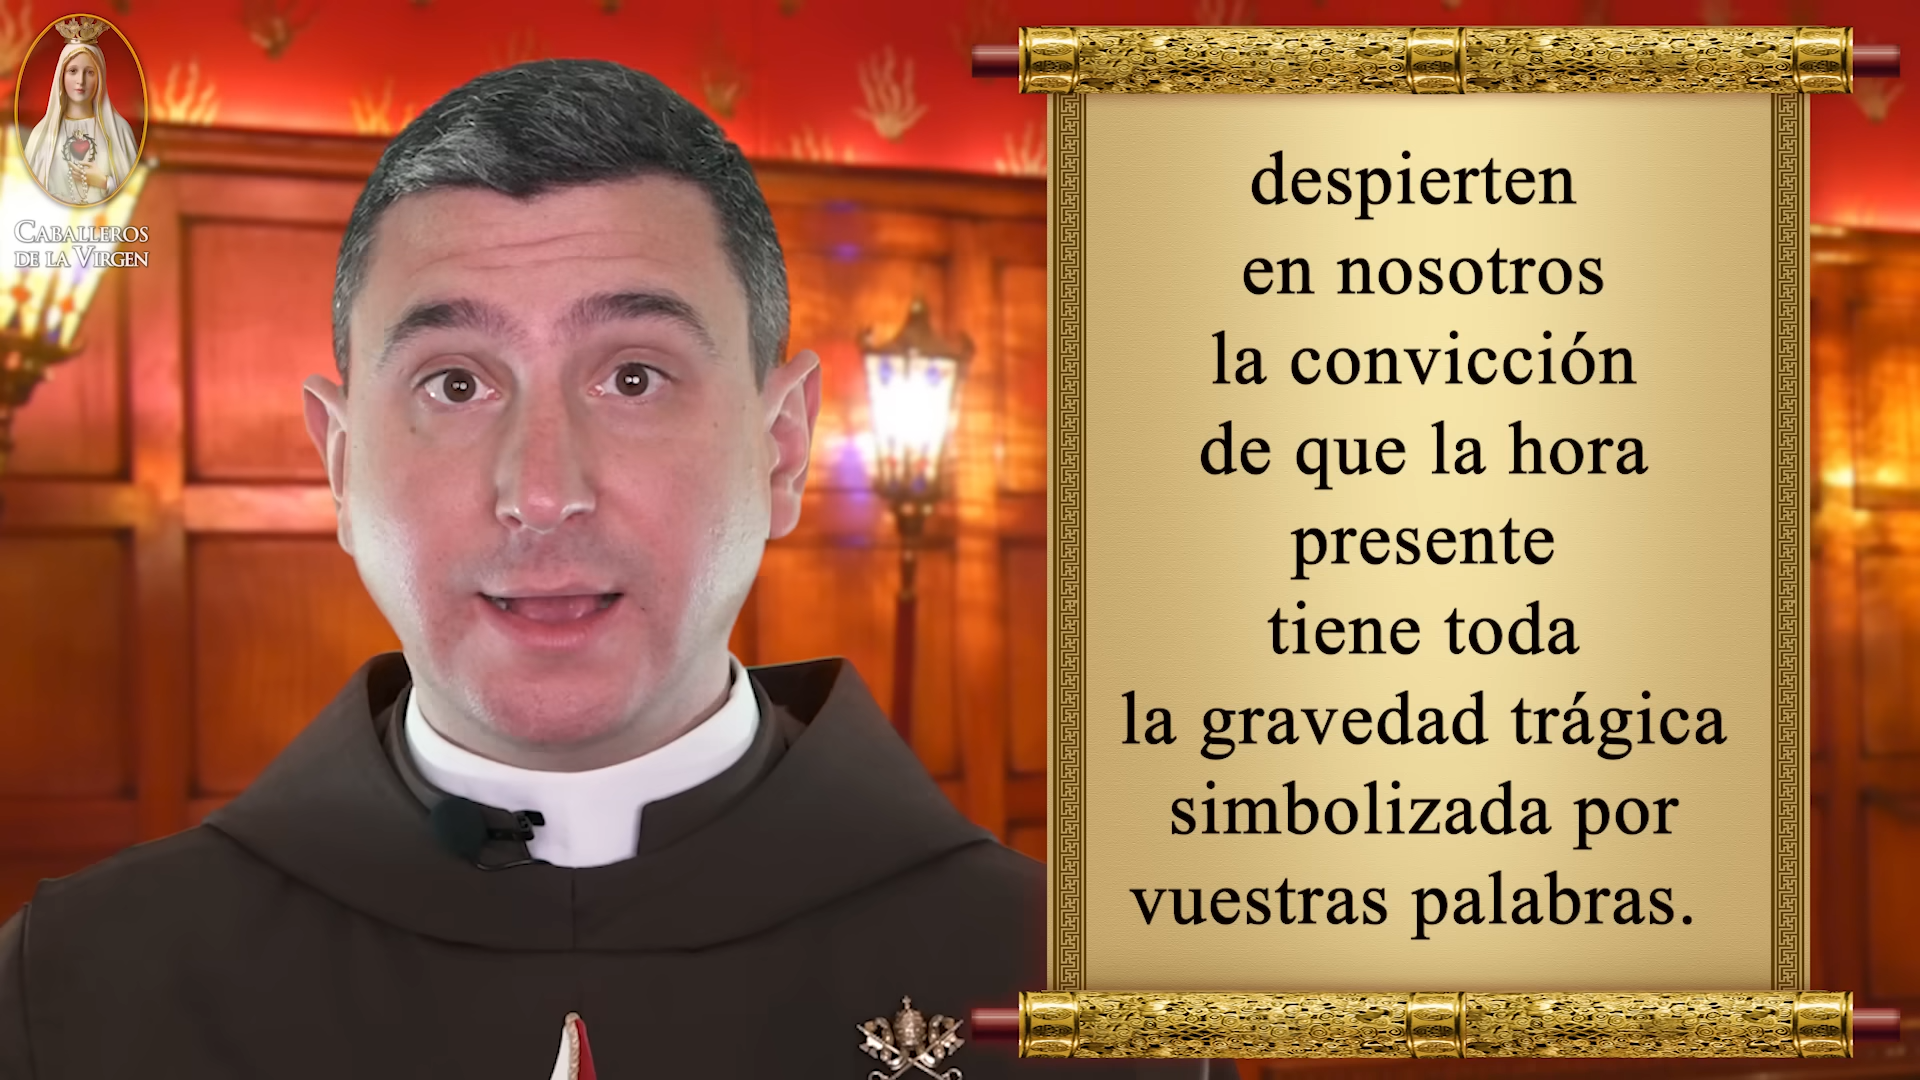 CABALLEROS
DE LA VIRGEN
despierten
en nosotros
la convicción
de que la hora
presente
tiene toda
la gravedad trágica
simbolizada por
vuestras palabras.